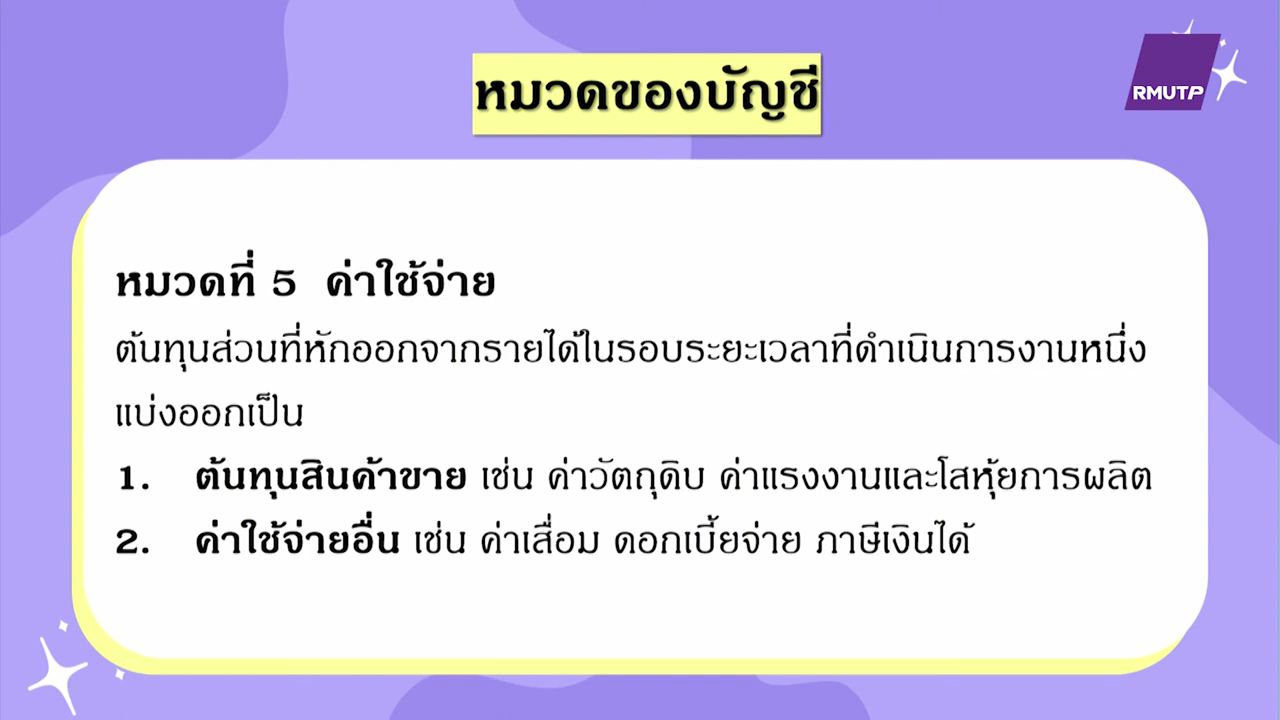 หมวดของบัญชี
RMUTP
หมวดที่ 5 ค่าใช้จ่าย
ต้นทุนส่วนที่หักออกจากรายได้ในรอบระยะเวลาที่ดำเนินการงานหนึ่ง
แบ่งออกเป็น
1. ต้นทุนสินค้าขาย เช่น ค่าวัตถุดิบ ค่าแรงงานและโสหุ้ยการผลิต
2. ค่าใช้จ่ายอื่น เช่น ค่าเสื่อม ดอกเบี้ยจ่าย ภาษีเงินได้